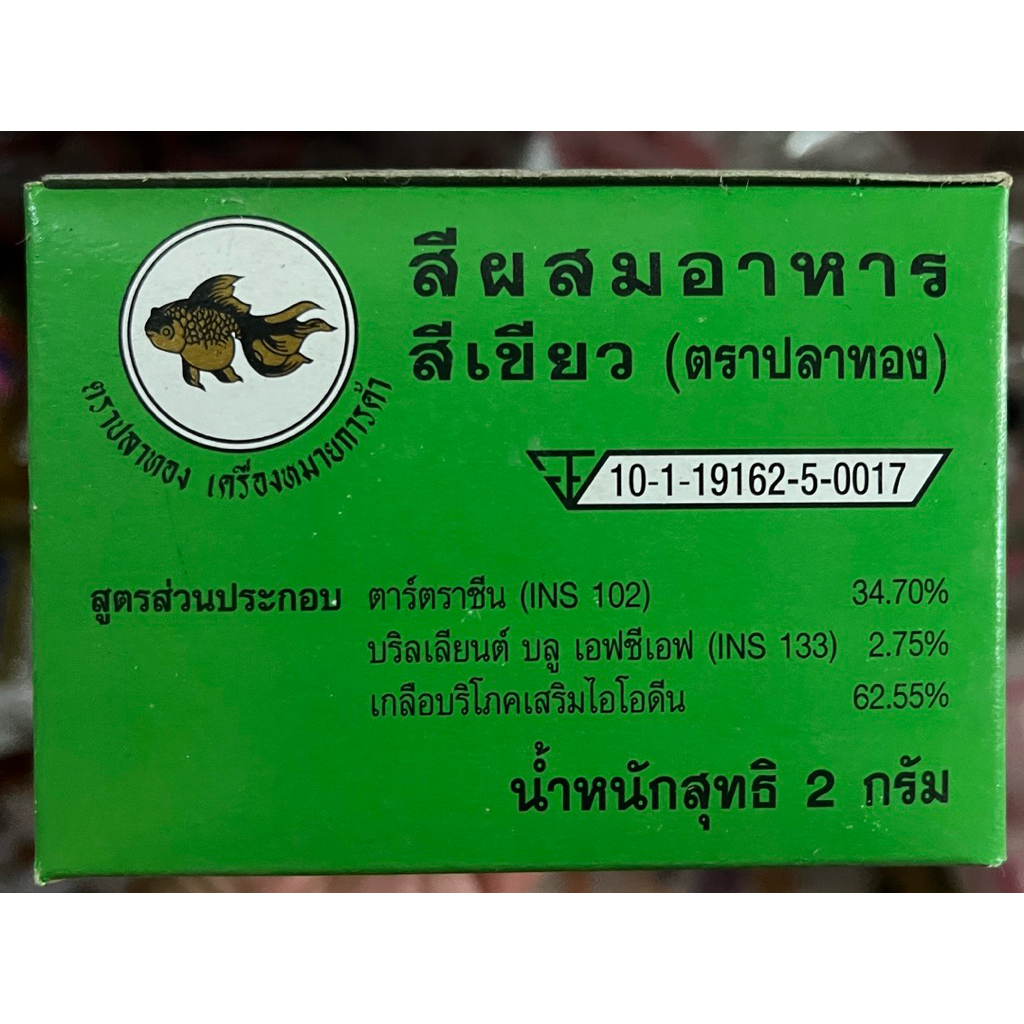 สีผสมอาหาร
สีเขียว (ตราปลาทอง)
ตราปลาทอง เครื่องหมายการค้า
10-1-19162-5-0017
สูตรส่วนประกอบ ตาร์ตราซีน (INS 102) 34.70%
บริลเลียนต์ บลู เอฟซีเอฟ (INS 133) 2.75%
เกลือบริโภคเสริมไอโอดีน 62.55%
น้ำหนักสุทธิ 2 กรัม